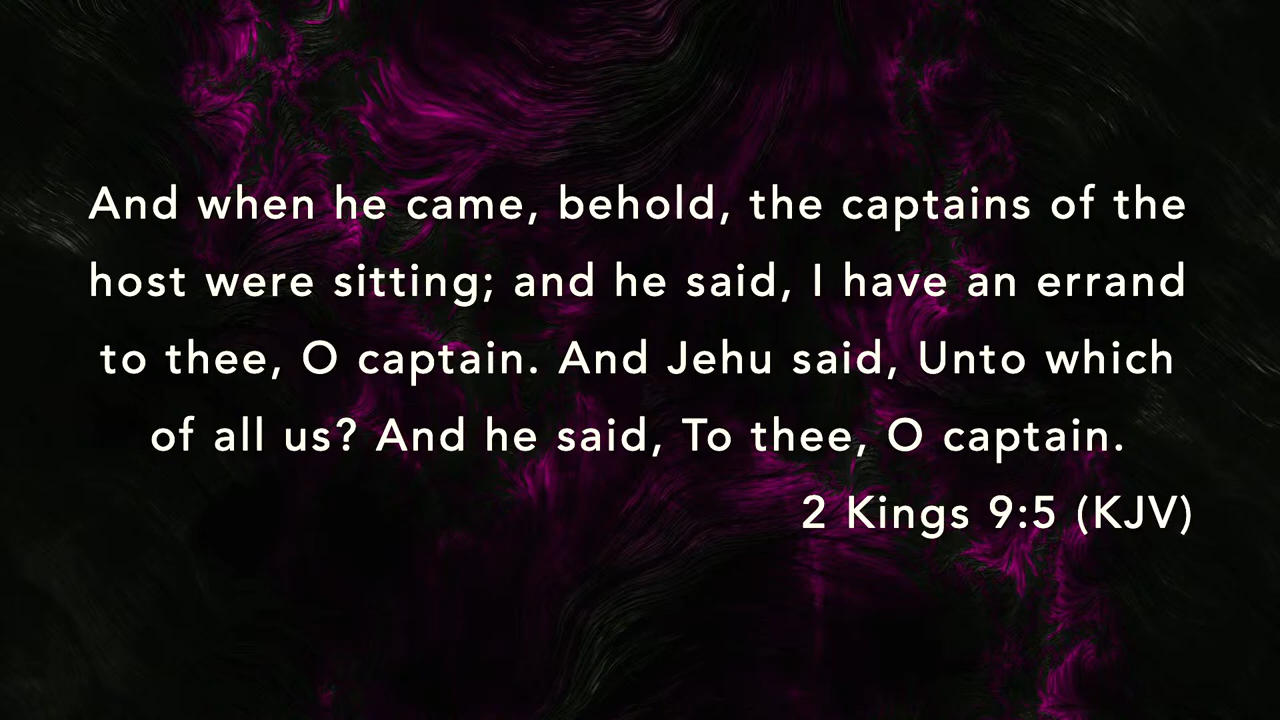 And when he came, behold, the captains of the
host were sitting; and he said, I have an errand
to thee, O captain. And Jehu said, Unto which
of all us? And he said, To thee, O captain.
2 Kings 9:5 (KJV)